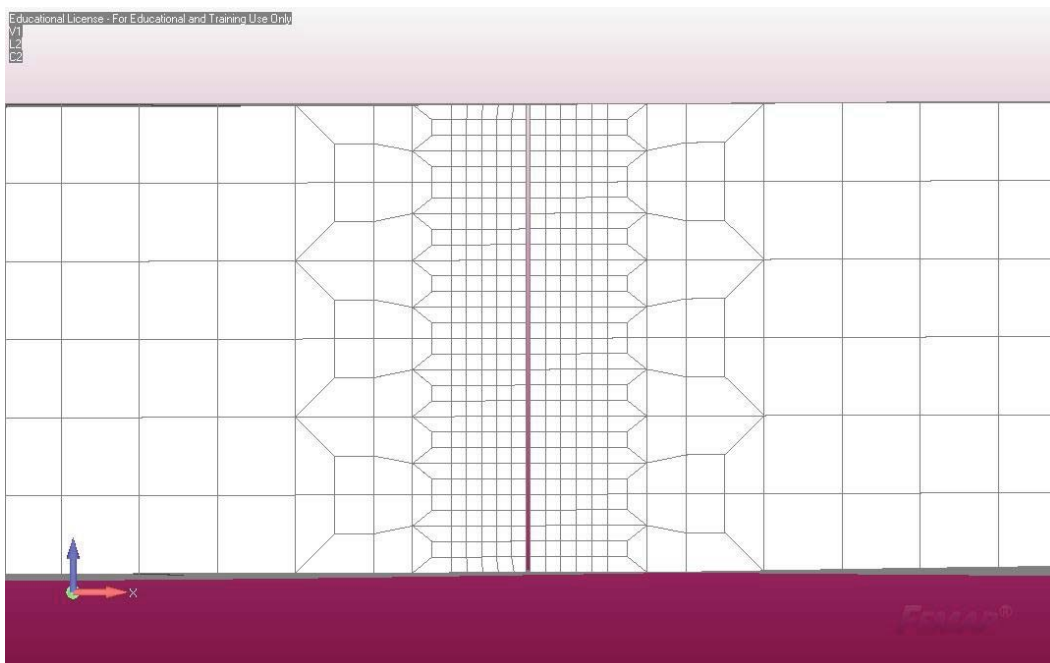 Educational License - For Educational and Training Use Only
V1
L2
C2
X
FEMAP®